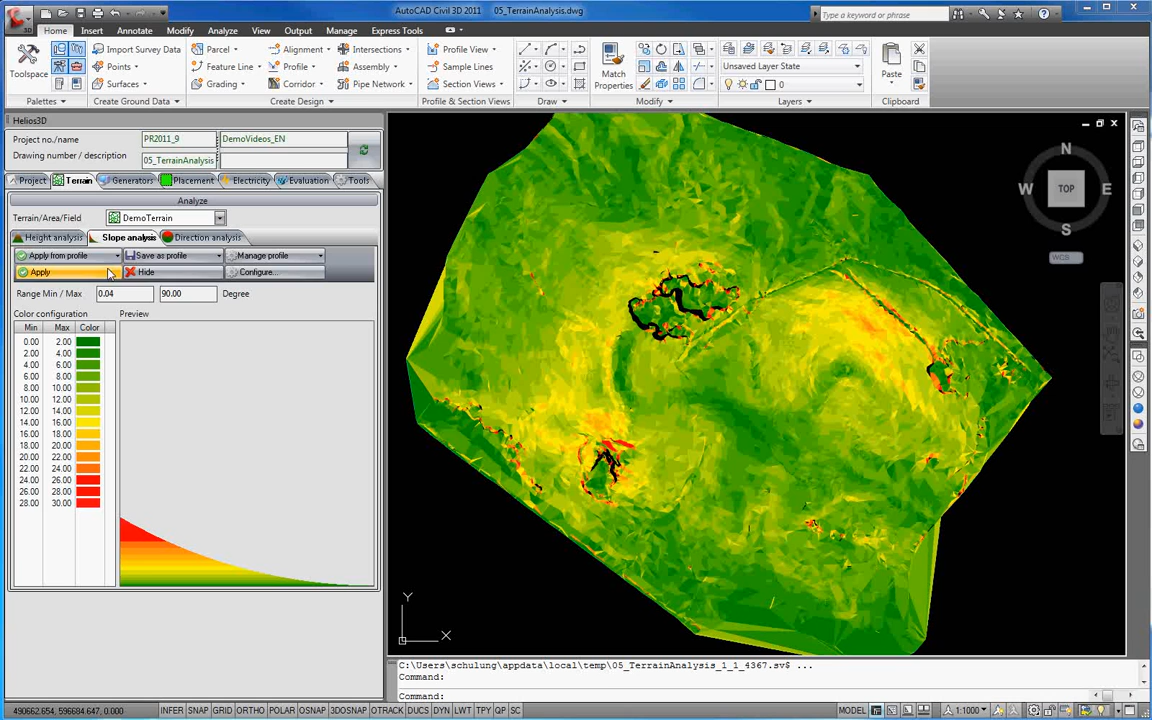 AutoCAD Civil 3D 2011 05_TerrainAnalysis.dwg
Type a keyword or phrase
Home Insert Annotate Modify Analyze View Output Manage Express Tools
Import Survey Data Parcel Alignment Intersections Profile View
Toolspace Points Feature Line Profile Assembly Sample Lines Match Properties Unsaved Layer State Paste
Surfaces Grading Corridor Pipe Network Section Views 0
Palettes Create Ground Data Create Design Profile & Section Views Draw Modify Layers Clipboard
Helios3D
Project no./name PR2011_9 DemoVideos_EN
Drawing number / description 05_TerrainAnalysis
Project Terrain Generators Placement Electricity Evaluation Tools
Analyze
Terrain/Area/Field DemoTerrain
Height analysis Slope analysis Direction analysis
Apply from profile Save as profile Manage profile
Apply Hide Configure...
Range Min / Max 0.04 90.00 Degree
Color configuration Preview
Min Max Color
0.00 2.00
2.00 4.00
4.00 6.00
6.00 8.00
8.00 10.00
10.00 12.00
12.00 14.00
14.00 16.00
16.00 18.00
18.00 20.00
20.00 22.00
22.00 24.00
24.00 26.00
26.00 28.00
28.00 30.00
N
W TOP E
S
WCS
Y
X
C:\Users\schulung\appdata\local\temp\05_TerrainAnalysis_1_1_4367.sv$ ...
Command:
Command:
490662.654, 596684.647, 0.000 INFER SNAP GRID ORTHO POLAR OSNAP 3DOSNAP OTRACK DUCS DYN LWT TPY QP SC MODEL 1:1000